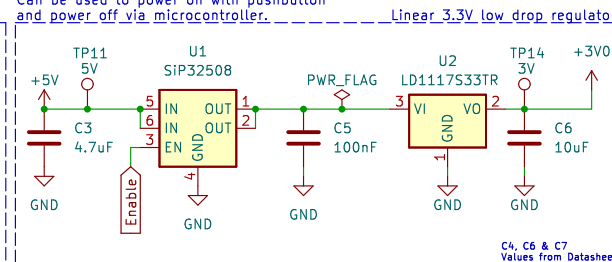 Can be used to power on with pushbutton
and power off via microcontroller.
Linear 3.3V low drop regulato
+5V
TP11
5V
U1
SiP32508
PWR_FLAG
U2
LD1117S33TR
TP14
3V
+3V0
5 IN OUT 1
6 IN OUT 2
3 EN
GND
4
3 VI VO 2
GND
1
C3
4.7uF
C5
100nF
C6
10uF
Enable
GND
GND
GND
GND
GND
C4, C6 & C7
Values from Datashee